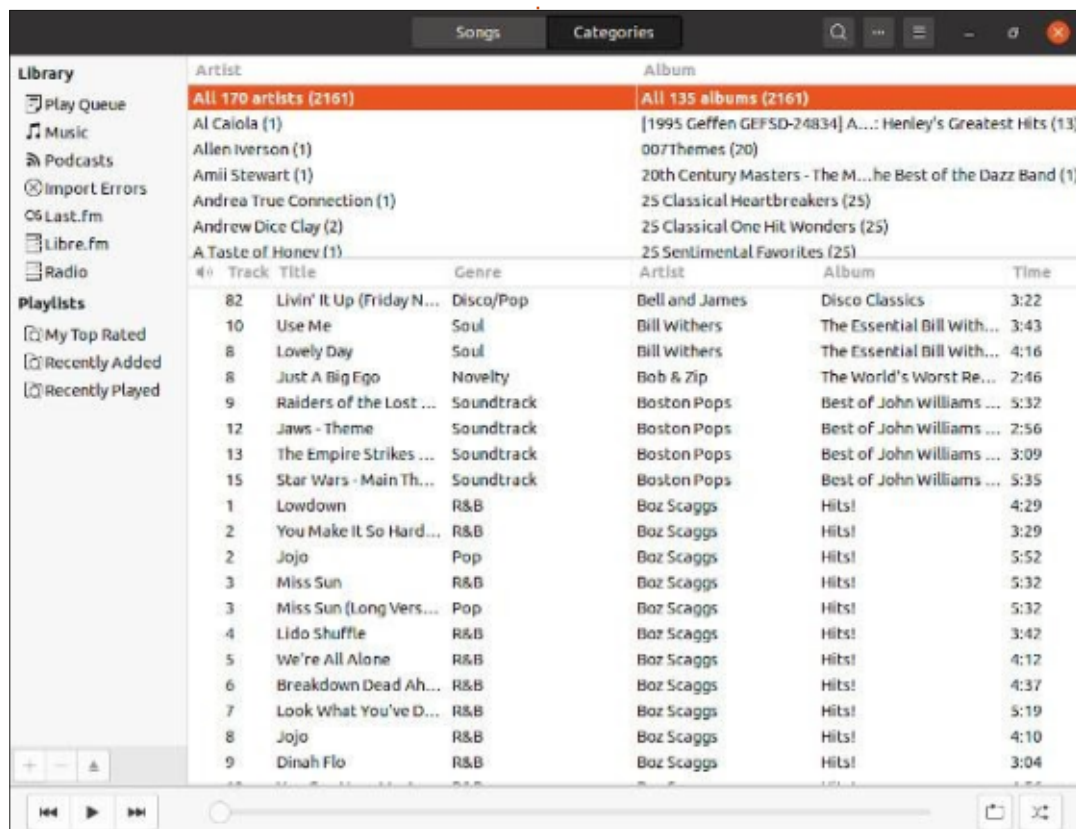 Songs Categories
Library
Play Queue
Music
Podcasts
Import Errors
Last.fm
Libre.fm
Radio
Playlists
My Top Rated
Recently Added
Recently Played
Artist Album
All 170 artists (2161) All 135 albums (2161)
Al Caiola (1) [1995 Geffen GEFSD-24834] A...: Henley's Greatest Hits (13)
Allen Iverson (1) 007Themes (20)
Amii Stewart (1) 20th Century Masters - The M...he Best of the Dazz Band (1)
Andrea True Connection (1) 25 Classical Heartbreakers (25)
Andrew Dice Clay (2) 25 Classical One Hit Wonders (25)
A Taste of Honey (1) 25 Sentimental Favorites (25)
Track Title Genre Artist Album Time
82 Livin' It Up (Friday N... Disco/Pop Bell and James Disco Classics 3:22
10 Use Me Soul Bill Withers The Essential Bill With... 3:43
8 Lovely Day Soul Bill Withers The Essential Bill With... 4:16
8 Just A Big Ego Novelty Bob & Zip The World's Worst Re... 2:46
9 Raiders of the Lost ... Soundtrack Boston Pops Best of John Williams ... 5:32
12 Jaws - Theme Soundtrack Boston Pops Best of John Williams ... 2:56
13 The Empire Strikes ... Soundtrack Boston Pops Best of John Williams ... 3:09
15 Star Wars - Main Th... Soundtrack Boston Pops Best of John Williams ... 5:35
1 Lowdown R&B Boz Scaggs Hits! 4:29
2 You Make It So Hard... R&B Boz Scaggs Hits! 3:29
2 Jojo Pop Boz Scaggs Hits! 5:52
3 Miss Sun R&B Boz Scaggs Hits! 5:32
3 Miss Sun (Long Vers... Pop Boz Scaggs Hits! 5:32
4 Lido Shuffle R&B Boz Scaggs Hits! 3:42
5 We're All Alone R&B Boz Scaggs Hits! 4:12
6 Breakdown Dead Ah... R&B Boz Scaggs Hits! 4:37
7 Look What You've D... R&B Boz Scaggs Hits! 5:19
8 Jojo R&B Boz Scaggs Hits! 4:10
9 Dinah Flo R&B Boz Scaggs Hits! 3:04